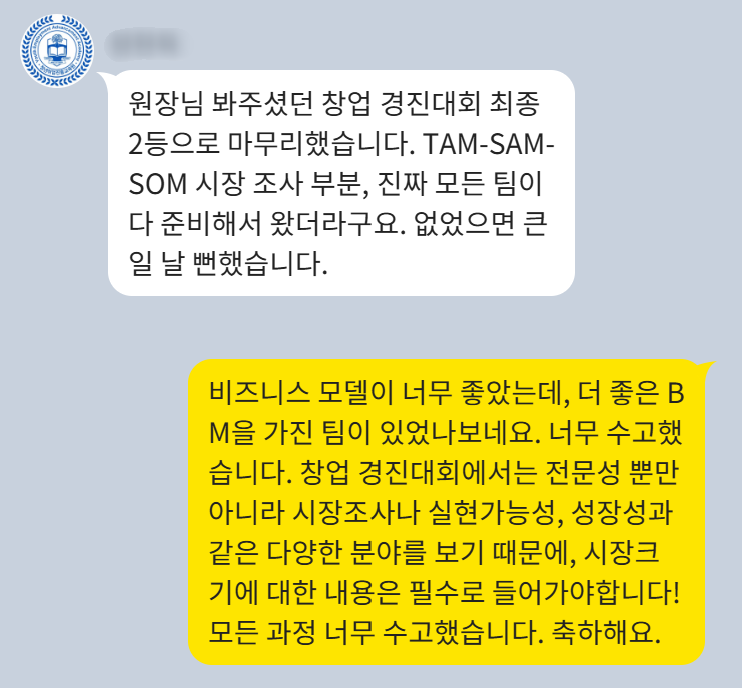 원장님 봐주셨던 창업 경진대회 최종
2등으로 마무리했습니다. TAM-SAM-
SOM 시장 조사 부분, 진짜 모든 팀이
다 준비해서 왔더라구요. 없었으면 큰
일 날 뻔했습니다.
비즈니스 모델이 너무 좋았는데, 더 좋은 B
M을 가진 팀이 있었나보네요. 너무 수고했
습니다. 창업 경진대회에서는 전문성 뿐만
아니라 시장조사나 실현가능성, 성장성과
같은 다양한 분야를 보기 때문에, 시장크
기에 대한 내용은 필수로 들어가야합니다!
모든 과정 너무 수고했습니다. 축하해요.